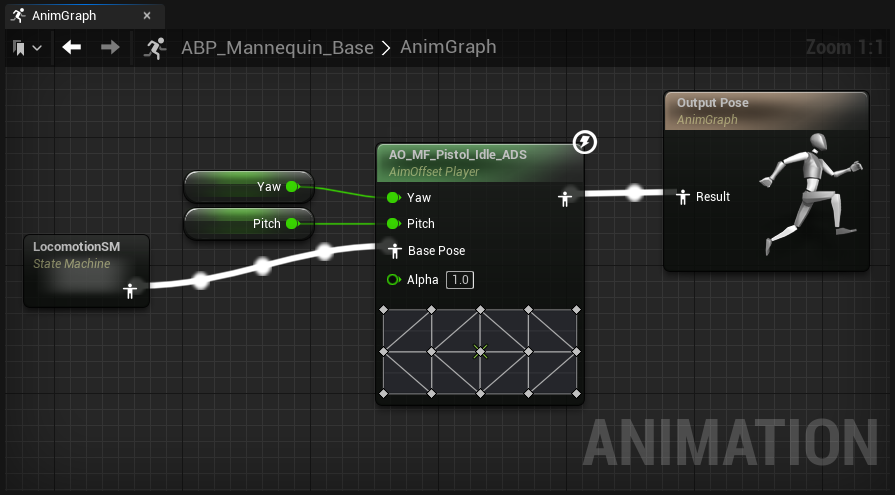 AnimGraph
ABP_Mannequin_Base > AnimGraph
Zoom 1:1
Output Pose
AnimGraph
Result
AO_MF_Pistol_Idle_ADS
AimOffset Player
Yaw
Pitch
Base Pose
Alpha 1.0
Yaw
Pitch
LocomotionSM
State Machine
ANIMATION